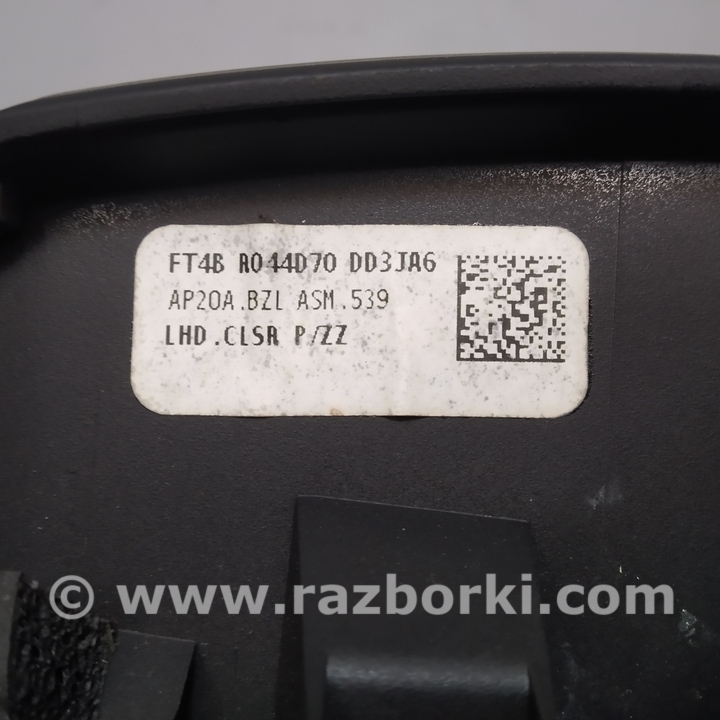 FT4B R044D70 DD3JA6
AP20A.BZL ASM.539
LHD.CLSR P/ZZ
© www.razborki.com